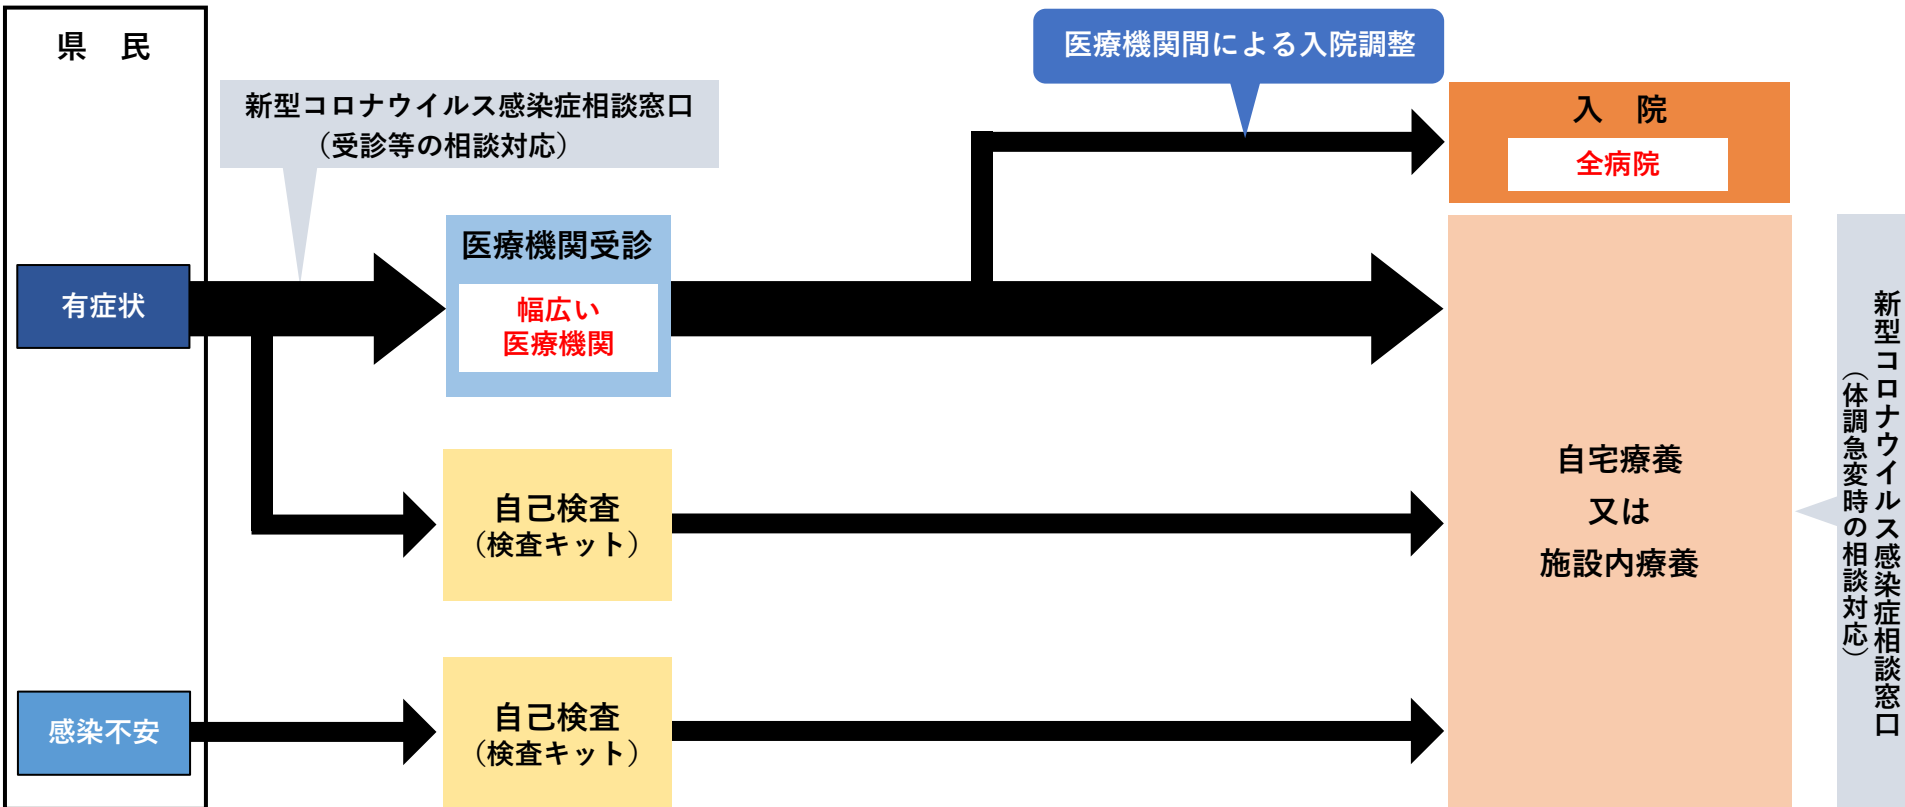 県　民
新型コロナウイルス感染症相談窓口
（受診等の相談対応）
医療機関間による入院調整
入　院
全病院
有症状
医療機関受診
幅広い
医療機関
自己検査
（検査キット）
感染不安
自己検査
（検査キット）
自宅療養
又は
施設内療養
新型コロナウイルス感染症相談窓口
（体調急変時の相談対応）